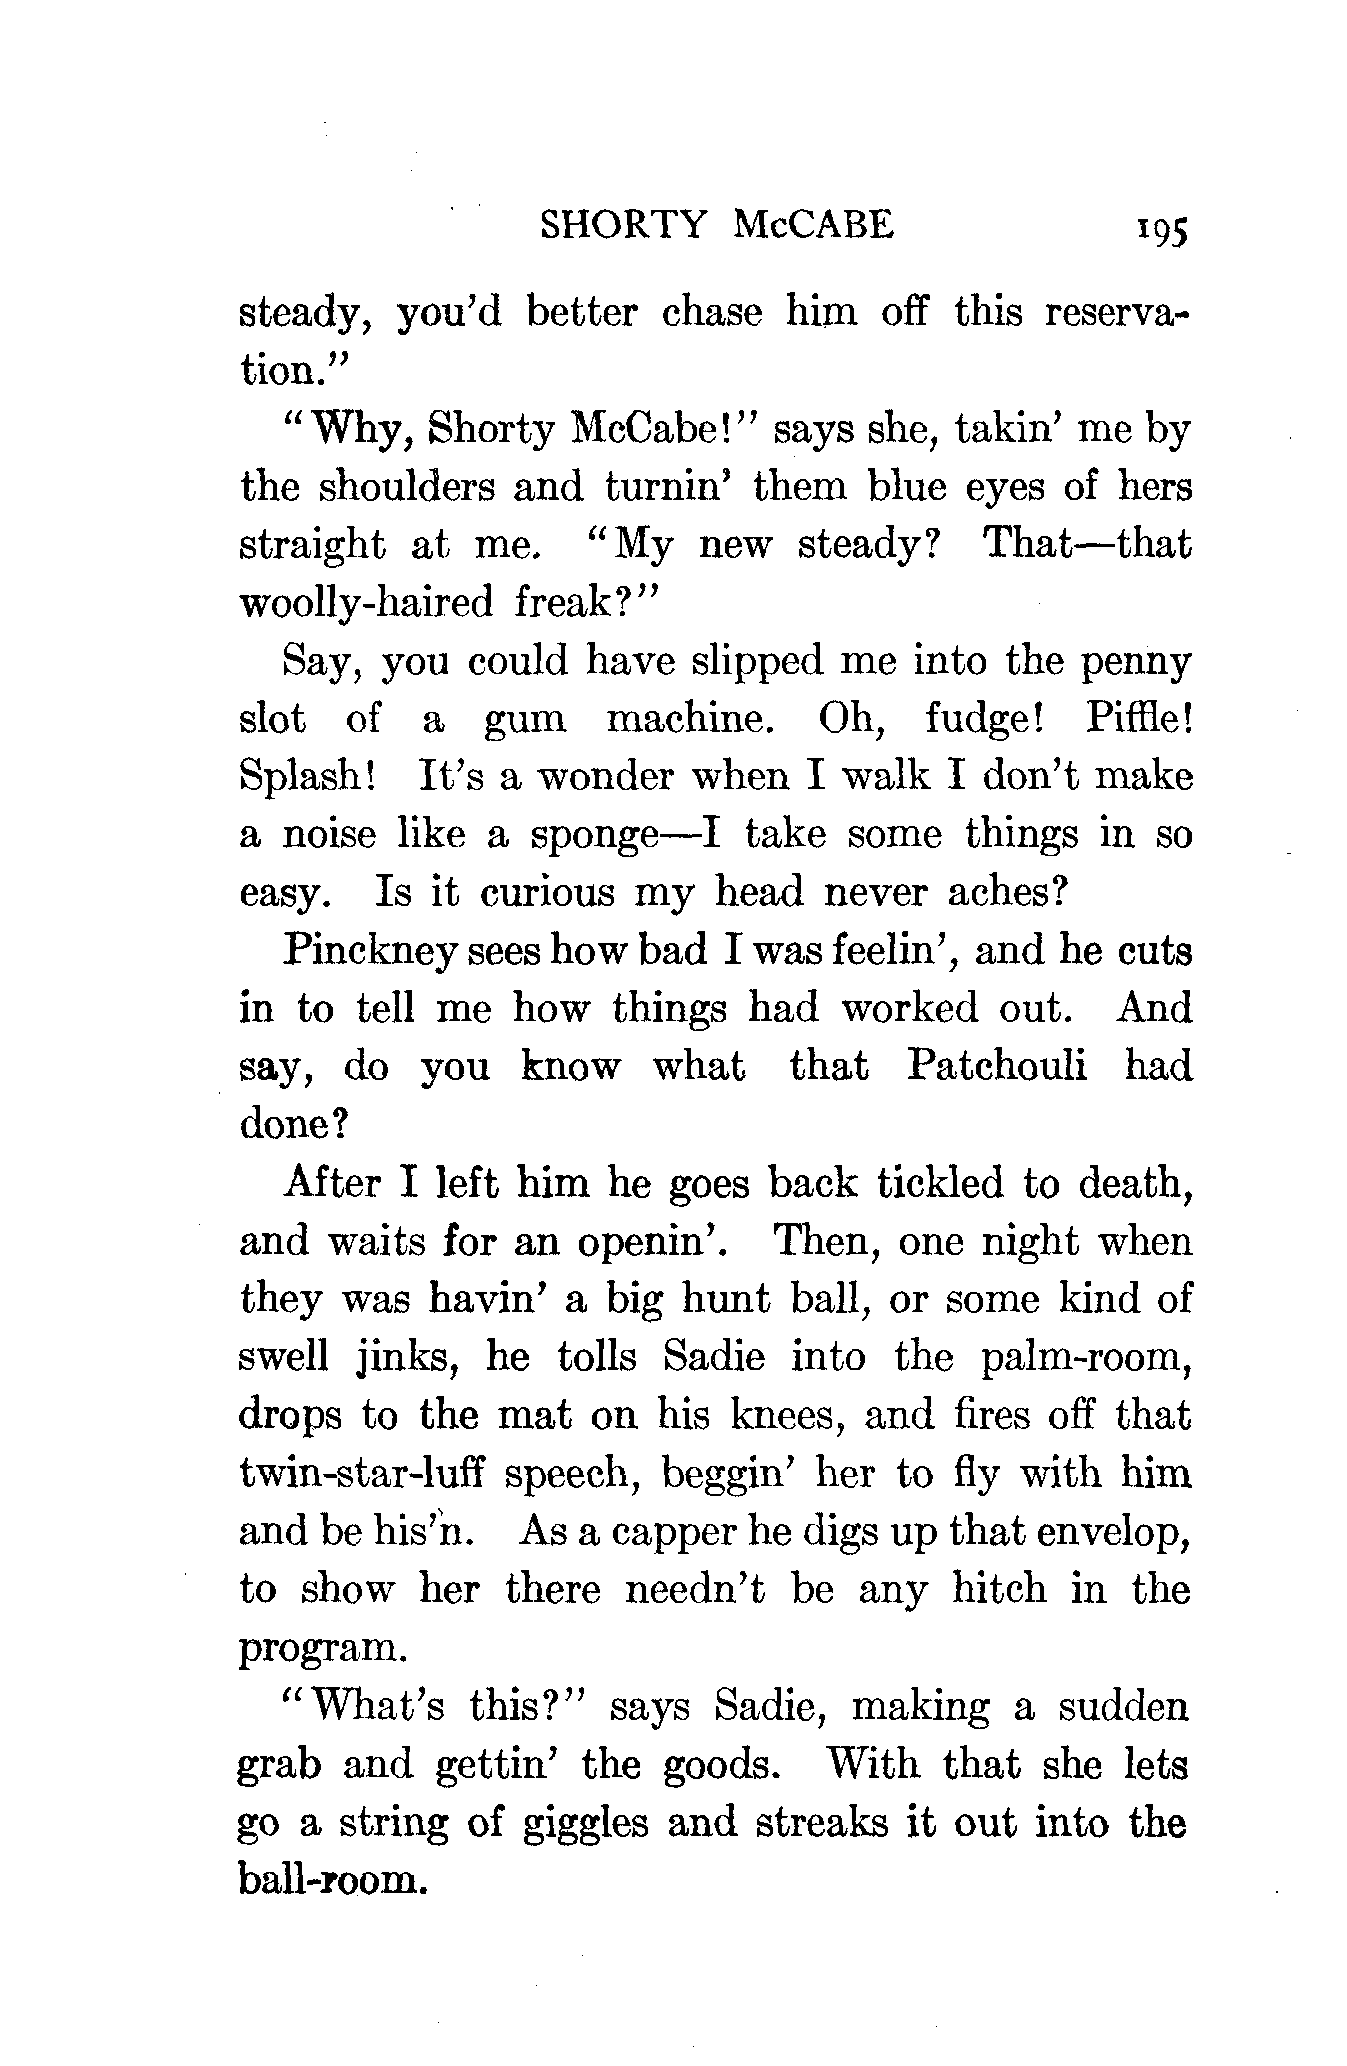 SHORTY McCABE 195
steady, you'd better chase him off this reserva-
tion."
"Why, Shorty McCabe!" says she, takin' me by
the shoulders and turnin' them blue eyes of hers
straight at me. "My new steady? That—that
woolly-haired freak?"
Say, you could have slipped me into the penny
slot of a gum machine. Oh, fudge! Piffle!
Splash! It's a wonder when I walk I don't make
a noise like a sponge—I take some things in so
easy. Is it curious my head never aches?
Pinckney sees how bad I was feelin', and he cuts
in to tell me how things had worked out. And
say, do you know what that Patchouli had
done?
After I left him he goes back tickled to death,
and waits for an openin'. Then, one night when
they was havin' a big hunt ball, or some kind of
swell jinks, he tolls Sadie into the palm-room,
drops to the mat on his knees, and fires off that
twin-star-luff speech, beggin' her to fly with him
and be his'n. As a capper he digs up that envelop,
to show her there needn't be any hitch in the
program.
"What's this?" says Sadie, making a sudden
grab and gettin' the goods. With that she lets
go a string of giggles and streaks it out into the
ball-room.